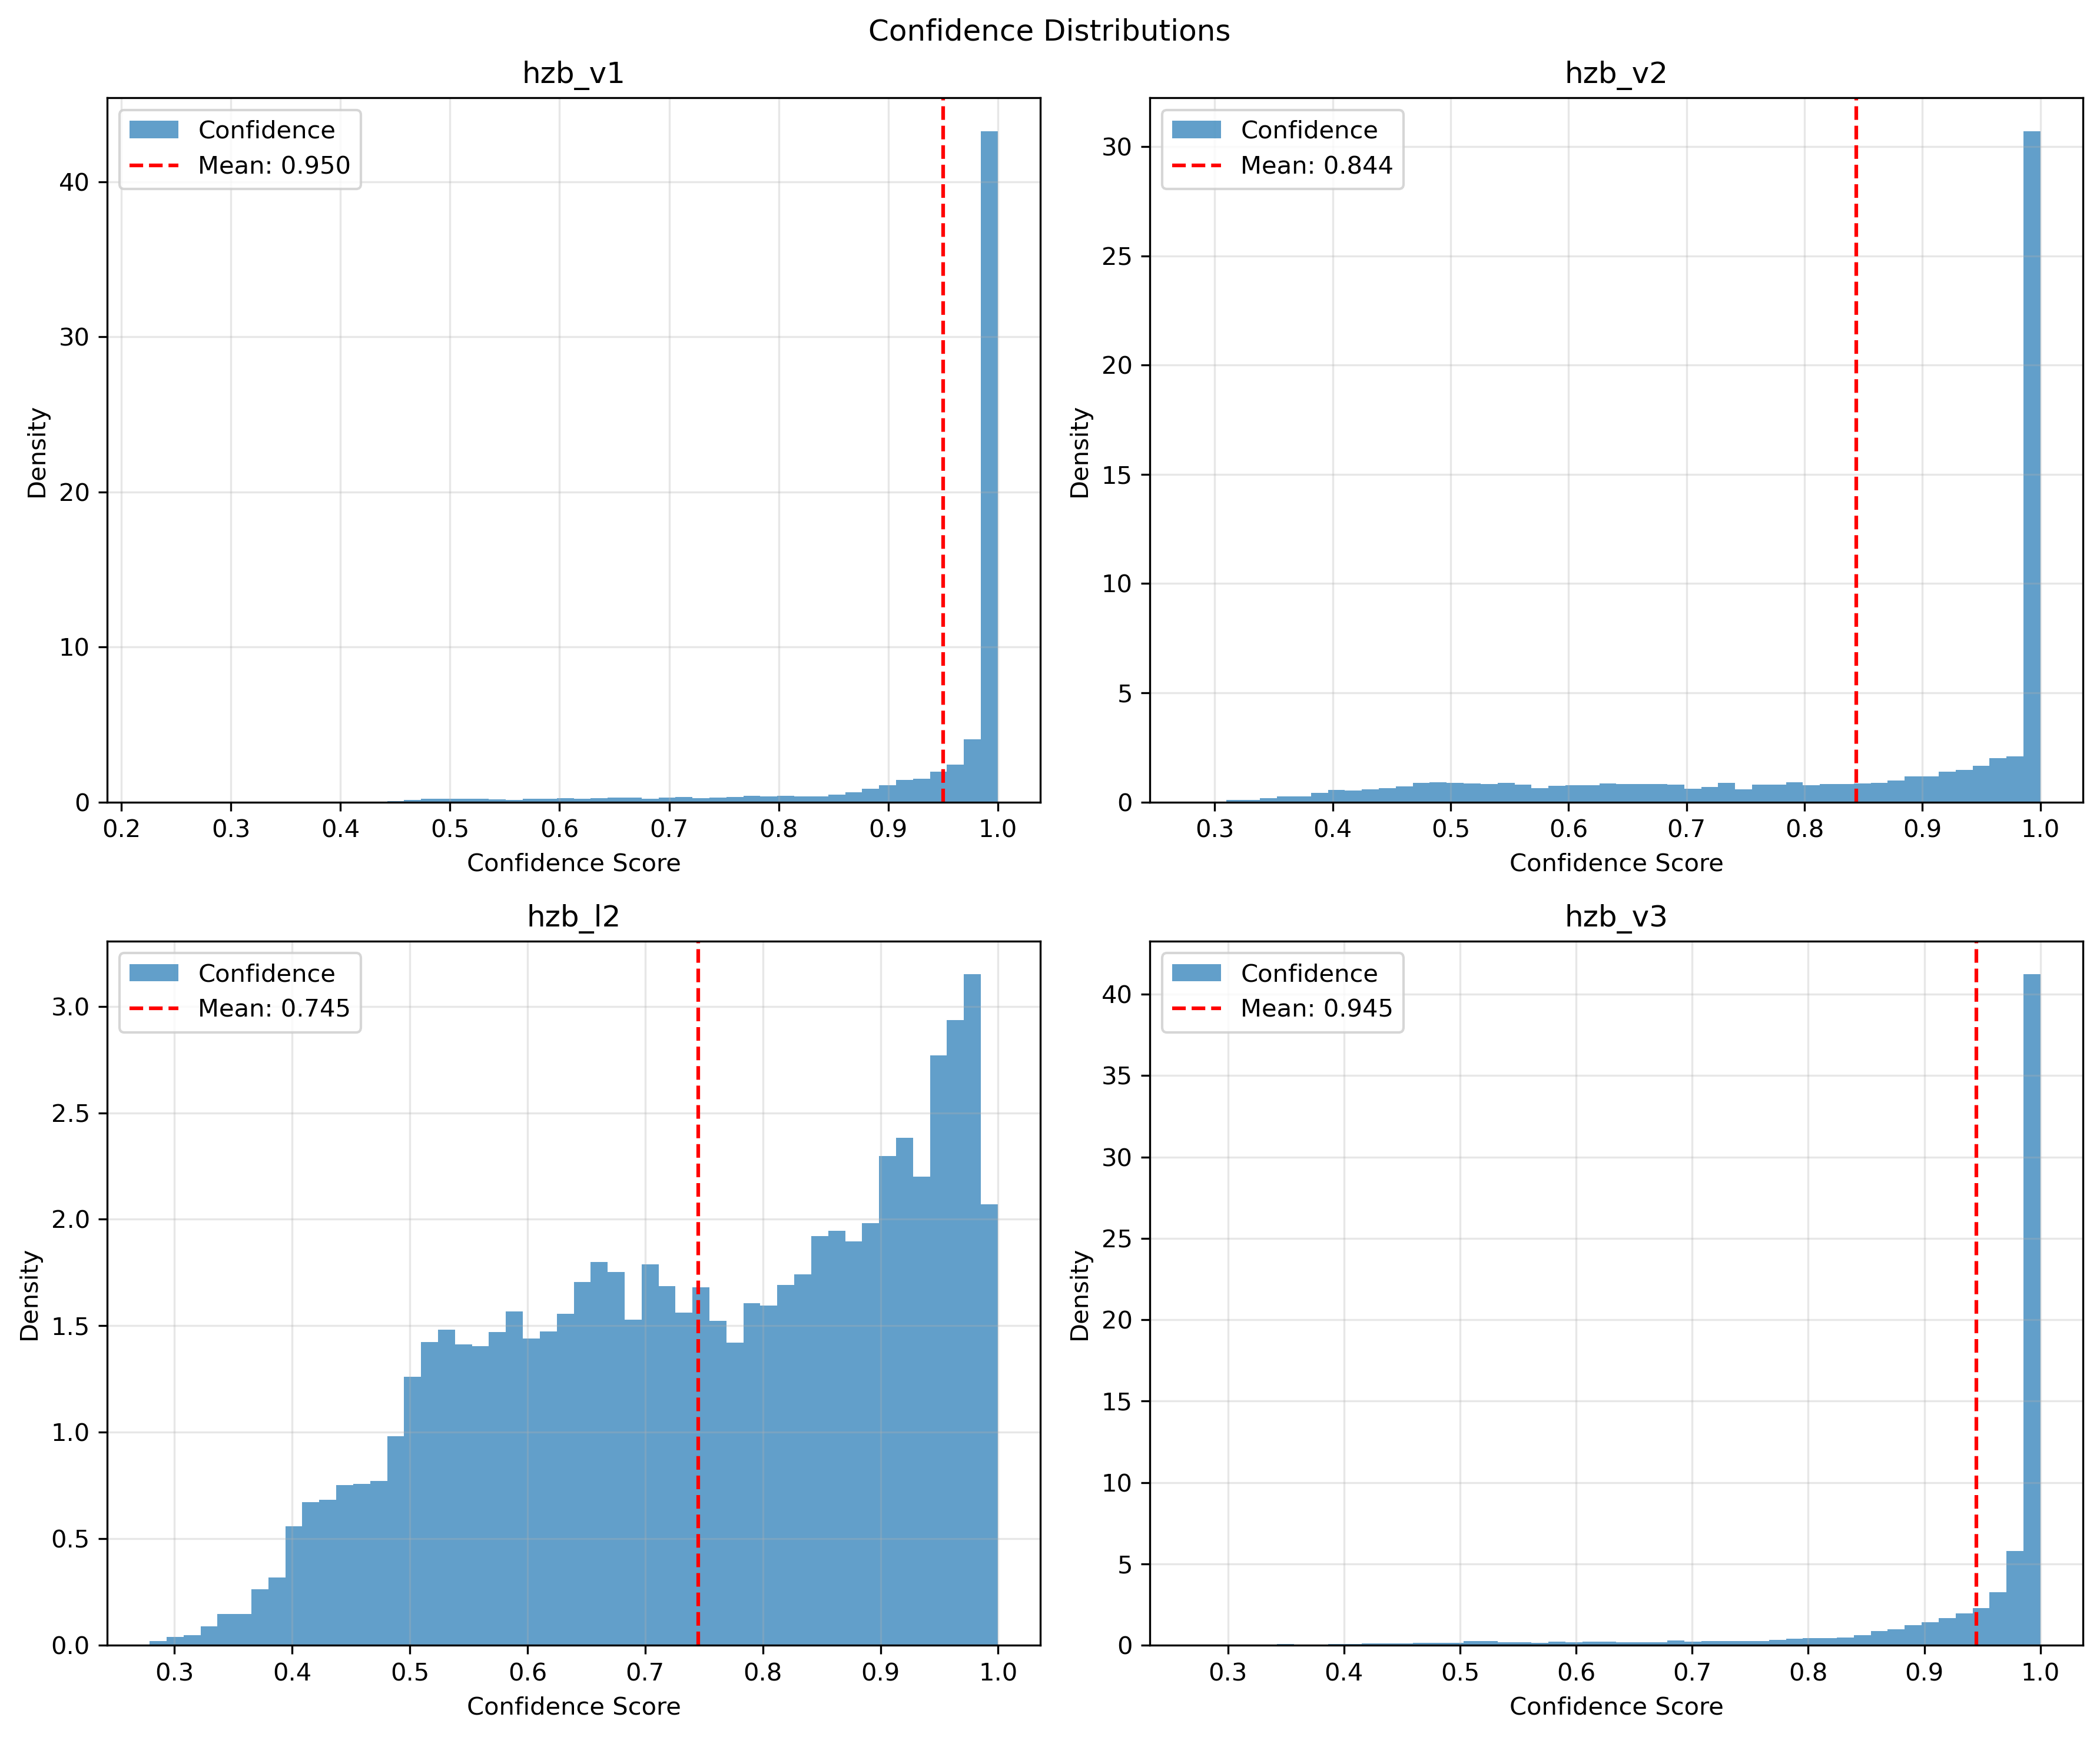 Confidence Distributions
hzb_v1
Confidence
Mean: 0.950
Density
40
30
20
10
0
0.2 0.3 0.4 0.5 0.6 0.7 0.8 0.9 1.0
Confidence Score
hzb_v2
Confidence
Mean: 0.844
Density
30
25
20
15
10
5
0
0.3 0.4 0.5 0.6 0.7 0.8 0.9 1.0
Confidence Score
hzb_l2
Confidence
Mean: 0.745
Density
3.0
2.5
2.0
1.5
1.0
0.5
0.0
0.3 0.4 0.5 0.6 0.7 0.8 0.9 1.0
Confidence Score
hzb_v3
Confidence
Mean: 0.945
Density
40
35
30
25
20
15
10
5
0
0.3 0.4 0.5 0.6 0.7 0.8 0.9 1.0
Confidence Score